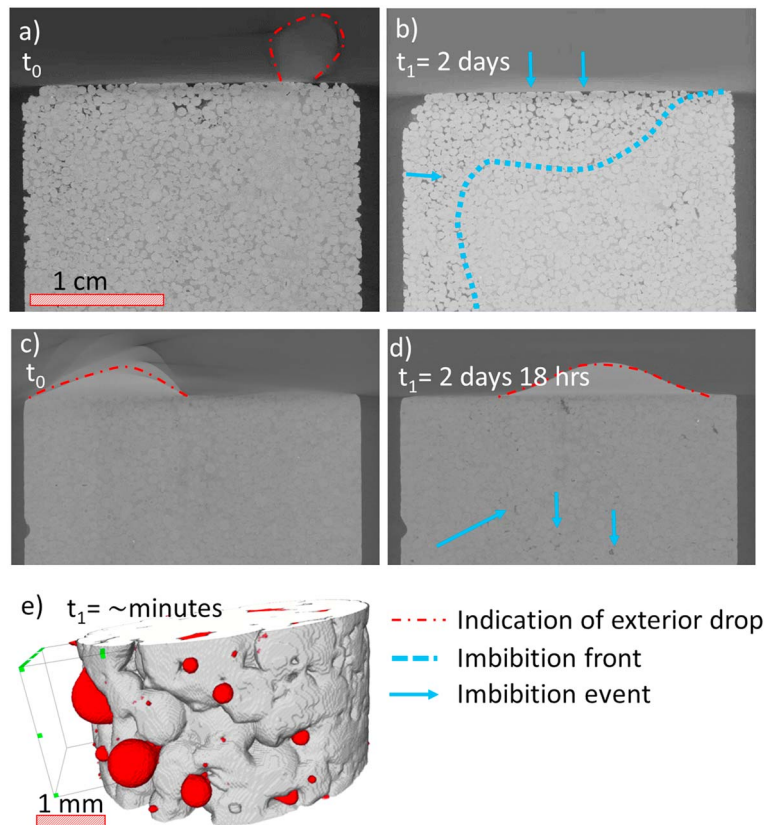 a)
t0
1 cm
b)
t1= 2 days
c)
t0
d)
t1= 2 days 18 hrs
e)
t1= ~minutes
1 mm
Indication of exterior drop
Imbibition front
Imbibition event